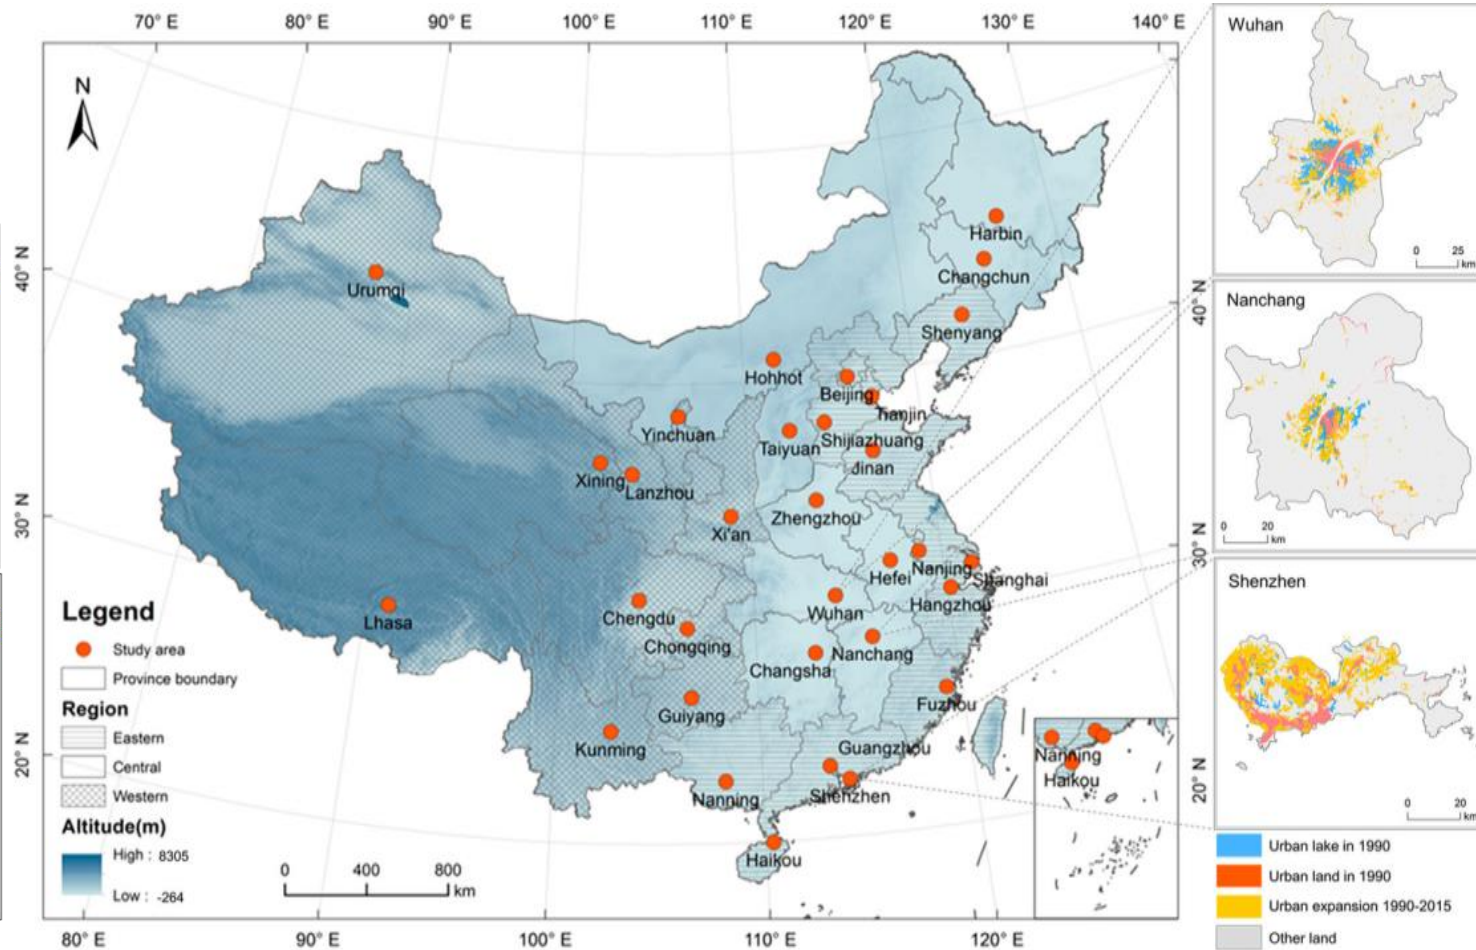 70° E 80° E 90° E 100° E 110° E 120° E 130° E 140° E
N
40° N
30° N
20° N
Urumqi
Harbin
Changchun
Shenyang
Hohhot
Beijing
Tianjin
Yinchuan
Taiyuan
Shijiazhuang
Jinan
Xining
Lanzhou
Zhengzhou
Xi'an
Nanjing
Hefei
Shanghai
Lhasa
Chengdu
Wuhan
Hangzhou
Chongqing
Changsha
Nanchang
Fuzhou
Guiyang
Kunming
Guangzhou
Nanning
Shenzhen
Haikou
Nanning
Haikou
40° N
30° N
20° N
Legend
Study area
Province boundary
Region
Eastern
Central
Western
Altitude(m)
High : 8305
Low : -264
0 400 800
km
80° E 90° E 100° E 110° E 120° E
Wuhan
0 25
km
Nanchang
0 20
km
Shenzhen
0 20
km
Urban lake in 1990
Urban land in 1990
Urban expansion 1990-2015
Other land